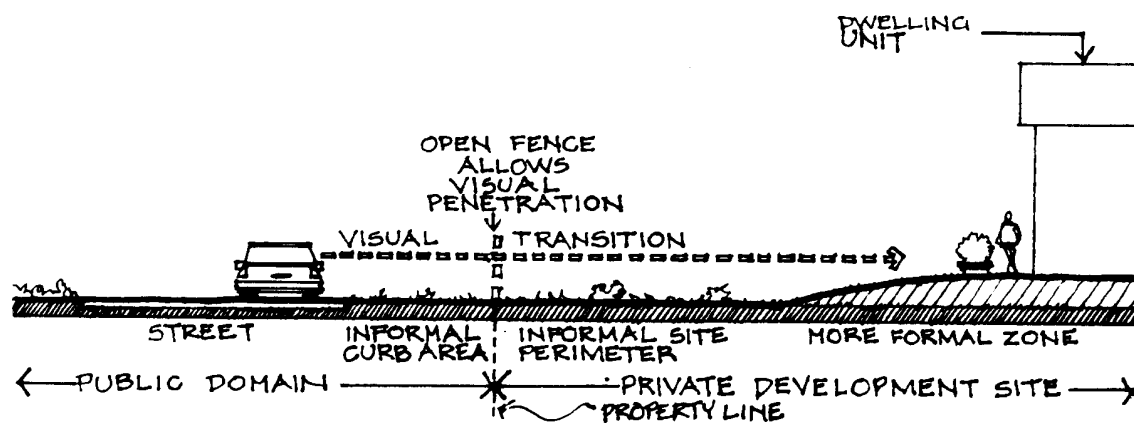 DWELLING
UNIT
OPEN FENCE
ALLOWS
VISUAL
PENETRATION
VISUAL TRANSITION
STREET
INFORMAL
CURB AREA
INFORMAL SITE
PERIMETER
MORE FORMAL ZONE
PUBLIC DOMAIN
PRIVATE DEVELOPMENT SITE
PROPERTY LINE